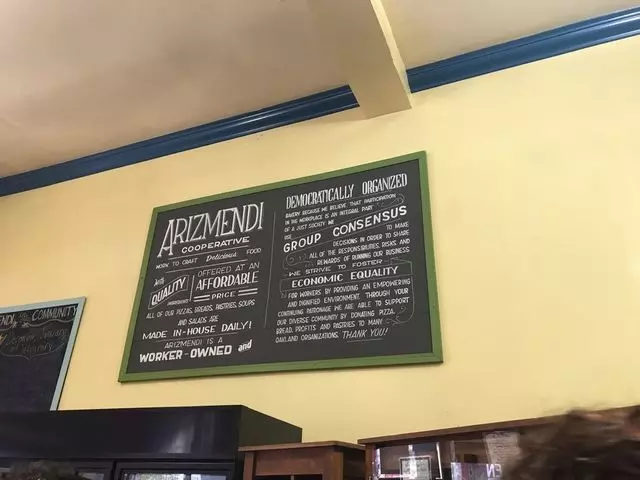 ARIZMENDI
COOPERATIVE
WORK TO CRAFT Delicious FOOD
with
QUALITY
INGREDIENTS
OFFERED AT AN
AFFORDABLE
PRICE
ALL OF OUR PIZZAS, BREADS, PASTRIES, SOUPS
AND SALADS ARE
MADE IN-HOUSE DAILY!
ARIZMENDI IS A
WORKER-OWNED and
DEMOCRATICALLY ORGANIZED
BAKERY BECAUSE WE BELIEVE THAT PARTICIPATION
IN THE WORKPLACE IS AN INTEGRAL PART
OF A JUST SOCIETY. WE
USE
GROUP CONSENSUS
TO MAKE
DECISIONS IN ORDER TO SHARE
ALL OF THE RESPONSIBILITIES, RISKS AND
REWARDS OF RUNNING OUR BUSINESS.
WE STRIVE TO FOSTER
ECONOMIC EQUALITY
FOR WORKERS BY PROVIDING AN EMPOWERING
AND DIGNIFIED ENVIRONMENT. THROUGH YOUR
CONTINUING PATRONAGE WE ARE ABLE TO SUPPORT
OUR DIVERSE COMMUNITY BY DONATING PIZZA,
BREAD, PROFITS AND PASTRIES TO MANY
OAKLAND ORGANIZATIONS. THANK YOU!
COMMUNITY